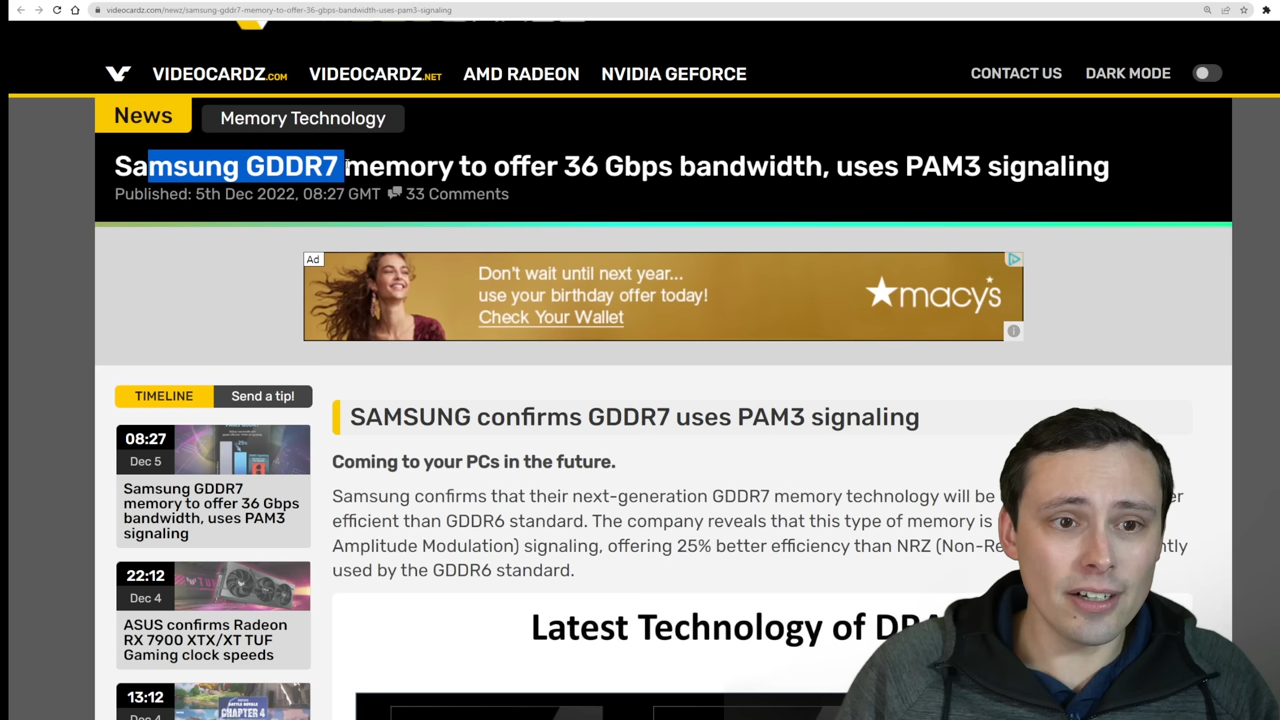 videocardz.com/newz/samsung-gddr7-memory-to-offer-36-gbps-bandwidth-uses-pam3-signaling
VIDEOCARDZ.COM VIDEOCARDZ.NET AMD RADEON NVIDIA GEFORCE CONTACT US DARK MODE
News Memory Technology
Samsung GDDR7 memory to offer 36 Gbps bandwidth, uses PAM3 signaling
Published: 5th Dec 2022, 08:27 GMT 33 Comments
Ad
Don't wait until next year...
use your birthday offer today!
Check Your Wallet
macy's
TIMELINE Send a tip!
08:27
Dec 5
Samsung GDDR7
memory to offer 36 Gbps
bandwidth, uses PAM3
signaling
22:12
Dec 4
ASUS confirms Radeon
RX 7900 XTX/XT TUF
Gaming clock speeds
13:12
Dec 4
CHAPTER 4
SAMSUNG confirms GDDR7 uses PAM3 signaling
Coming to your PCs in the future.
Samsung confirms that their next-generation GDDR7 memory technology will be
efficient than GDDR6 standard. The company reveals that this type of memory is
Amplitude Modulation) signaling, offering 25% better efficiency than NRZ (Non-Re
used by the GDDR6 standard.
Latest Technology of